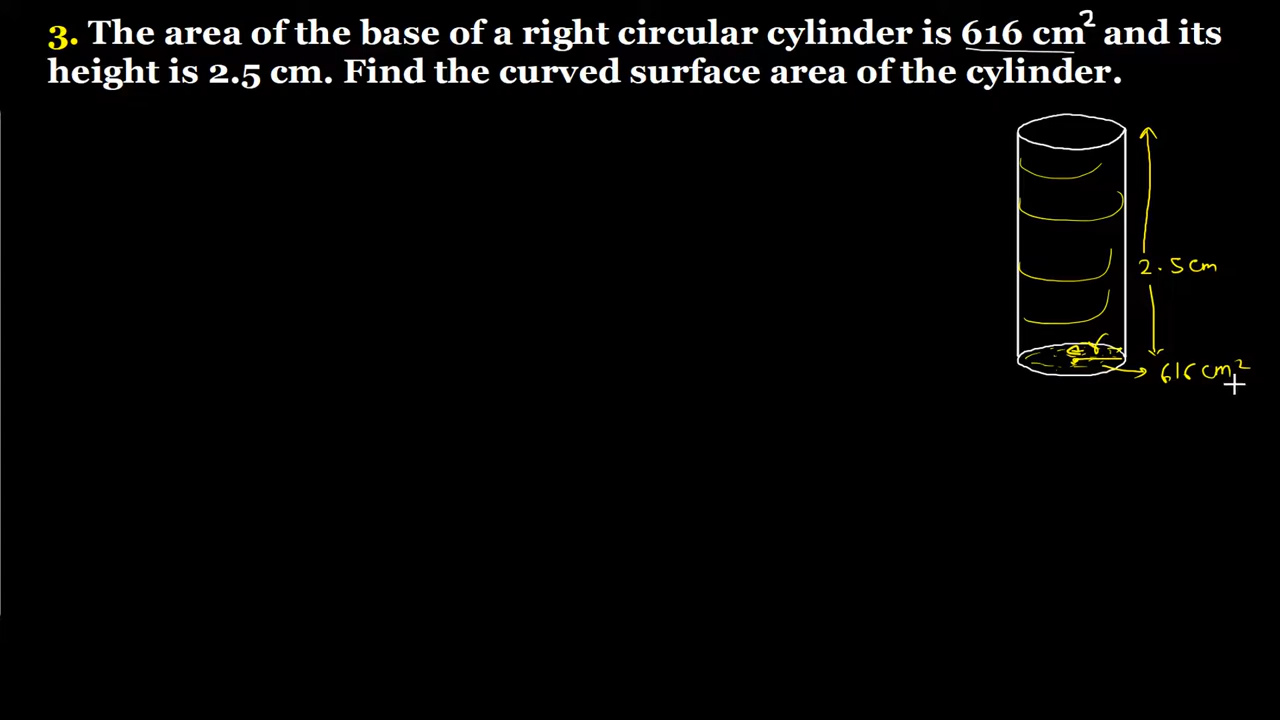 3. The area of the base of a right circular cylinder is 616 cm² and its
height is 2.5 cm. Find the curved surface area of the cylinder.
2.5 cm
r
616 cm²